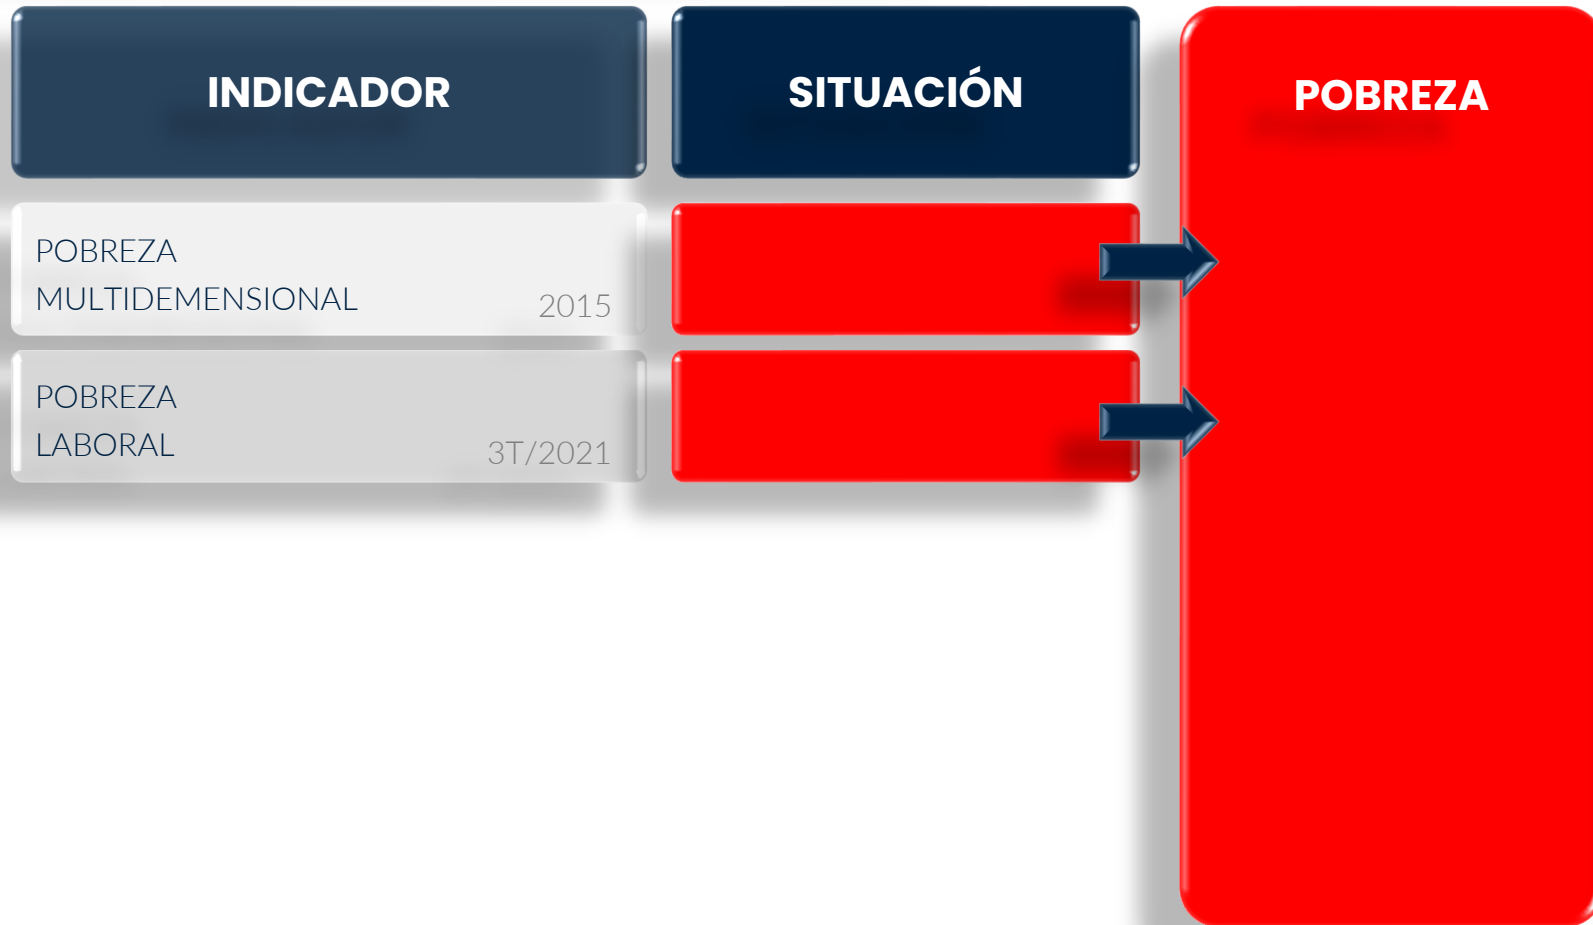 INDICADOR
SITUACIÓN
POBREZA
POBREZA
MULTIDEMENSIONAL
2015
POBREZA
LABORAL
3T/2021